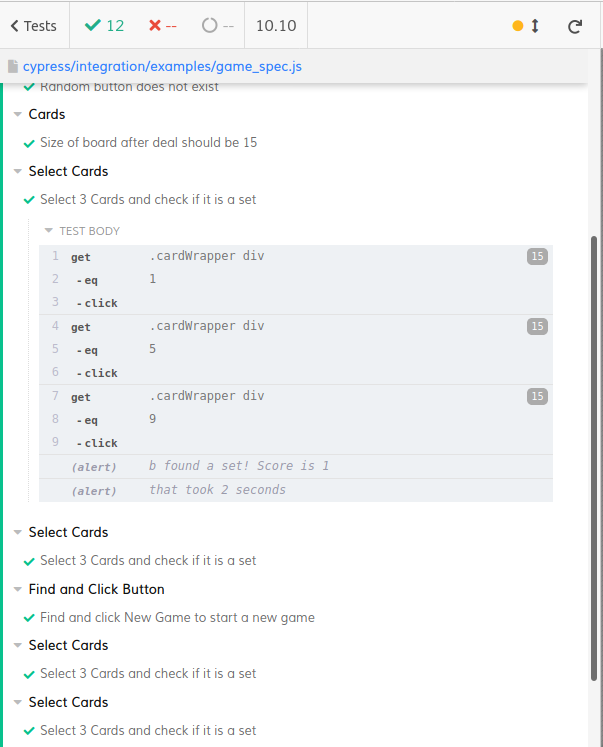 Tests 12 -- -- 10.10
cypress/integration/examples/game_spec.js
Random button does not exist
Cards
Size of board after deal should be 15
Select Cards
Select 3 Cards and check if it is a set
TEST BODY
1 get .cardWrapper div 15
2 -eq 1
3 -click
4 get .cardWrapper div 15
5 -eq 5
6 -click
7 get .cardWrapper div 15
8 -eq 9
9 -click
(alert) b found a set! Score is 1
(alert) that took 2 seconds
Select Cards
Select 3 Cards and check if it is a set
Find and Click Button
Find and click New Game to start a new game
Select Cards
Select 3 Cards and check if it is a set
Select Cards
Select 3 Cards and check if it is a set